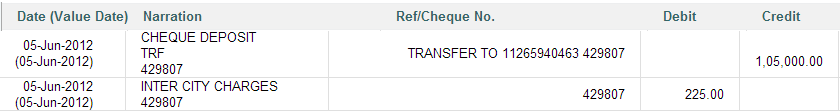 Date (Value Date) Narration Ref/Cheque No. Debit Credit
05-Jun-2012 CHEQUE DEPOSIT
(05-Jun-2012) TRF TRANSFER TO 11265940463 429807 1,05,000.00
429807
05-Jun-2012 INTER CITY CHARGES
(05-Jun-2012) 429807 429807 225.00